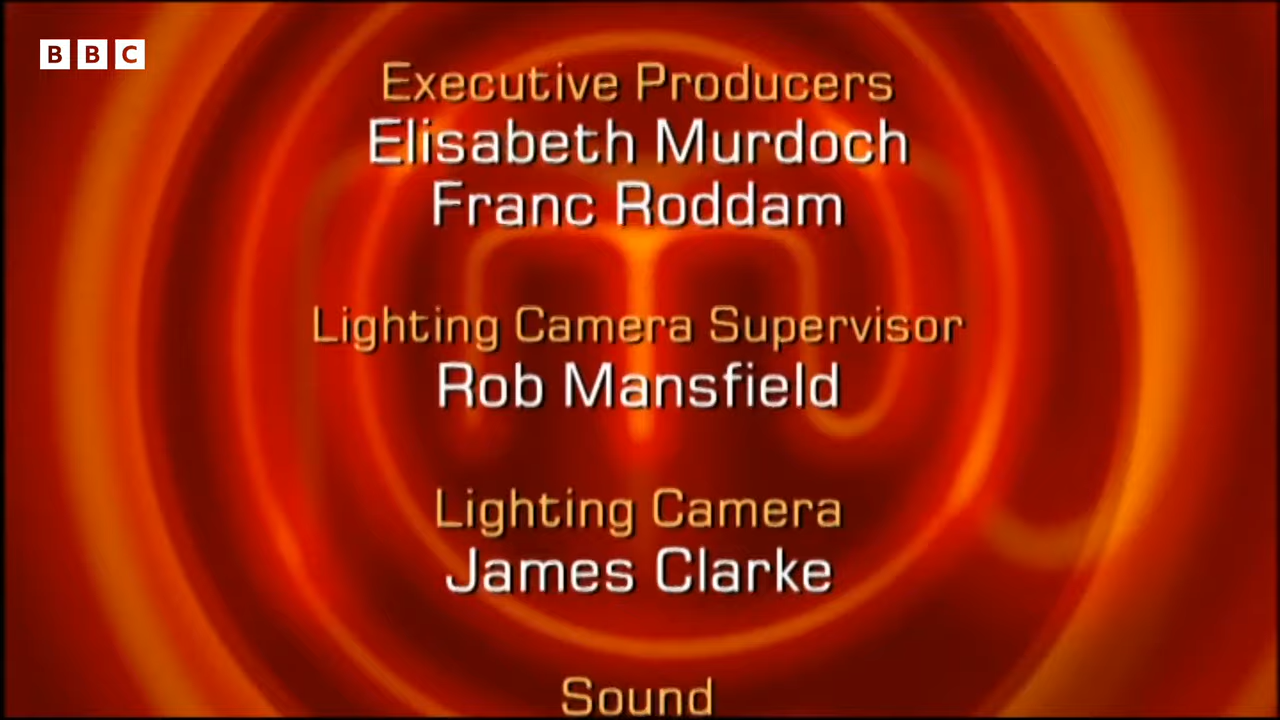 BBC
Executive Producers
Elisabeth Murdoch
Franc Roddam
Lighting Camera Supervisor
Rob Mansfield
Lighting Camera
James Clarke
Sound